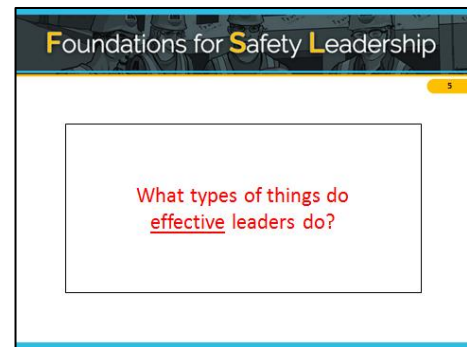 Foundations for Safety Leadership
5
What types of things do
effective leaders do?